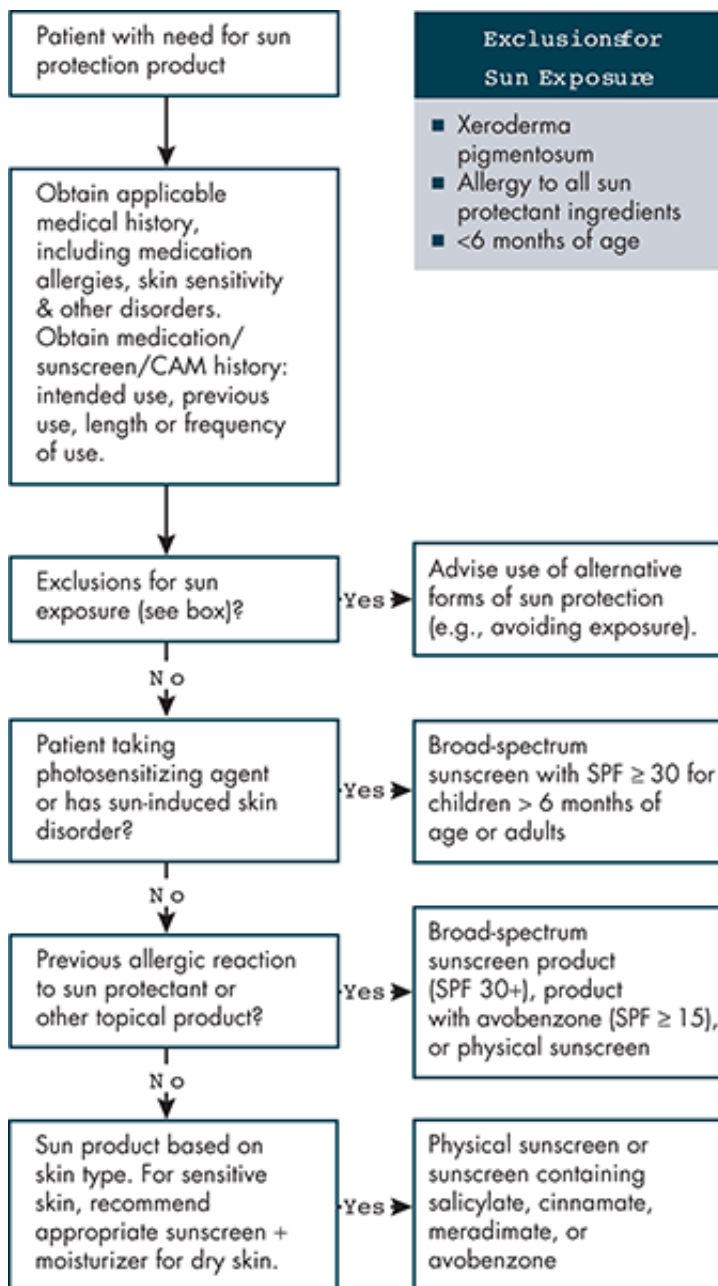 Patient with need for sun
protection product
Exclusionsfor
Sun Exposure
■ Xeroderma
pigmentosum
■ Allergy to all sun
protectant ingredients
■ <6 months of age
Obtain applicable
medical history,
including medication
allergies, skin sensitivity
& other disorders.
Obtain medication/
sunscreen/CAM history:
intended use, previous
use, length or frequency
of use.
Exclusions for sun
exposure (see box)?
Yes
Advise use of alternative
forms of sun protection
(e.g., avoiding exposure).
No
Patient taking
photosensitizing agent
or has sun-induced skin
disorder?
Yes
Broad-spectrum
sunscreen with SPF ≥ 30 for
children > 6 months of
age or adults
No
Previous allergic reaction
to sun protectant or
other topical product?
Yes
Broad-spectrum
sunscreen product
(SPF 30+), product
with avobenzone (SPF ≥ 15),
or physical sunscreen
No
Sun product based on
skin type. For sensitive
skin, recommend
appropriate sunscreen +
moisturizer for dry skin.
Yes
Physical sunscreen or
sunscreen containing
salicylate, cinnamate,
meradimate, or
avobenzone